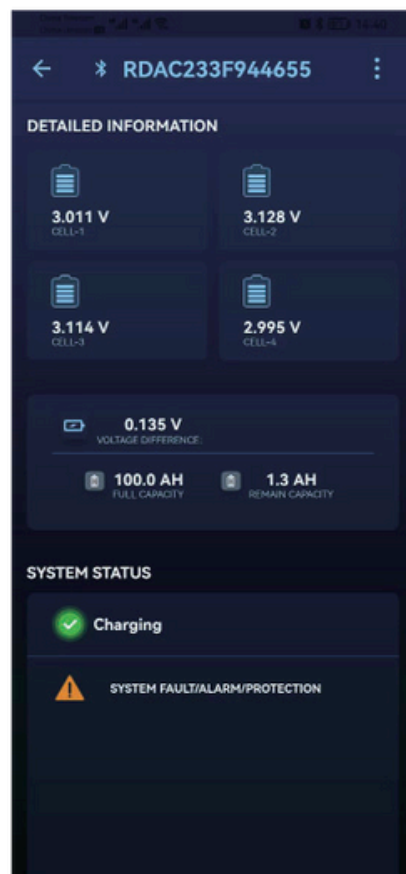 14:40
RDAC233F944655
DETAILED INFORMATION
3.011 V
CELL-1
3.128 V
CELL-2
3.114 V
CELL-3
2.995 V
CELL-4
0.135 V
VOLTAGE DIFFERENCE:
100.0 AH
FULL CAPACITY
1.3 AH
REMAIN CAPACITY
SYSTEM STATUS
Charging
SYSTEM FAULT/ALARM/PROTECTION